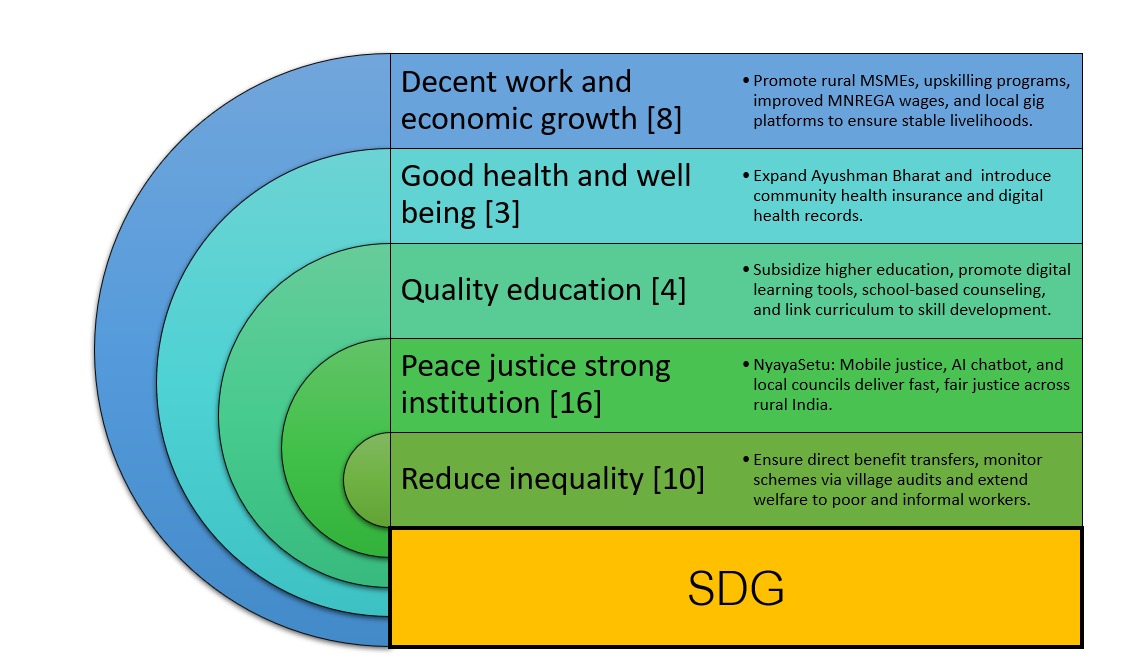 Decent work and
economic growth [8]
• Promote rural MSMEs, upskilling programs,
improved MNREGA wages, and local gig
platforms to ensure stable livelihoods.
Good health and well
being [3]
• Expand Ayushman Bharat and  introduce
community health insurance and digital
health records.
Quality education [4]
• Subsidize higher education, promote digital
learning tools, school-based counseling,
and link curriculum to skill development.
Peace justice strong
institution [16]
• NyayaSetu: Mobile justice, AI chatbot, and
local councils deliver fast, fair justice across
rural India.
Reduce inequality [10]
• Ensure direct benefit transfers, monitor
schemes via village audits and extend
welfare to poor and informal workers.
SDG